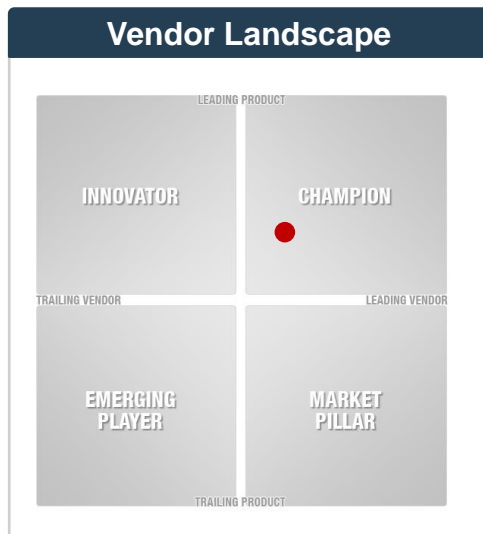 Vendor Landscape
LEADING PRODUCT
INNOVATOR
CHAMPION
TRAILING VENDOR
LEADING VENDOR
EMERGING
PLAYER
MARKET
PILLAR
TRAILING PRODUCT